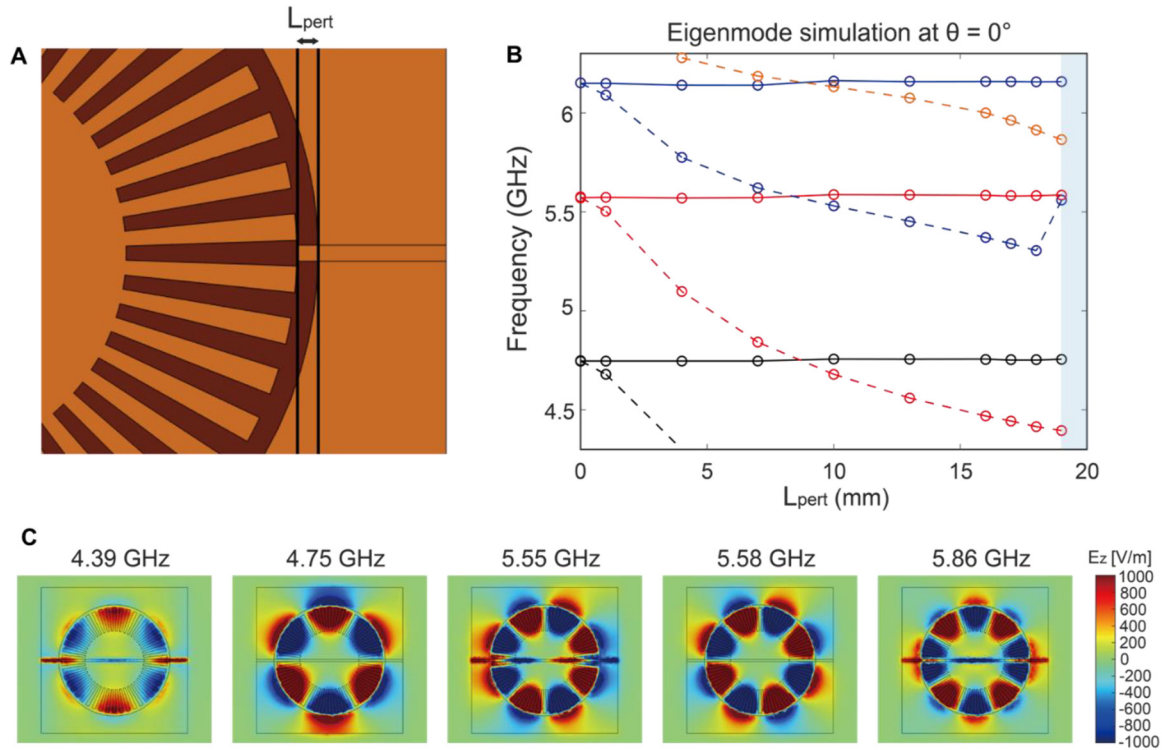 A
Lpert
B
Eigenmode simulation at θ = 0°
Frequency (GHz)
6
5.5
5
4.5
0
5
10
15
20
Lpert (mm)
C
4.39 GHz
4.75 GHz
5.55 GHz
5.58 GHz
5.86 GHz
Ez [V/m]
1000
800
600
400
200
0
-200
-400
-600
-800
-1000